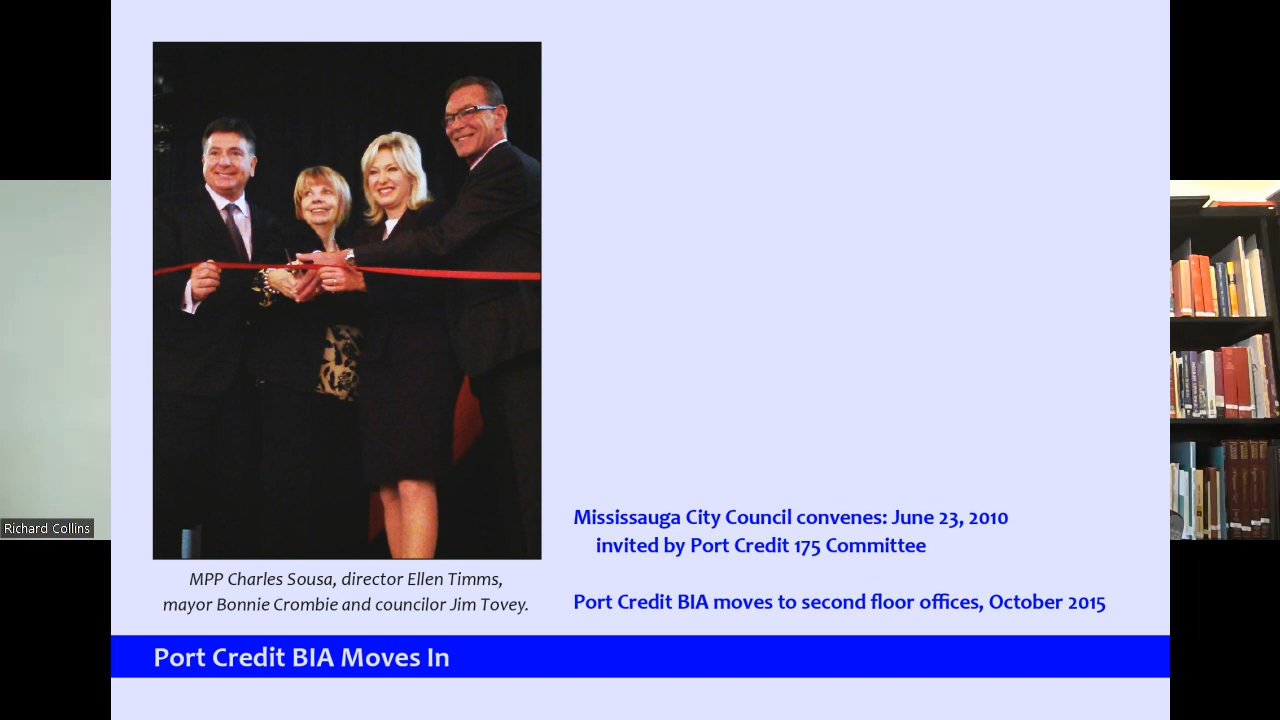 Richard Collins
MPP Charles Sousa, director Ellen Timms,
mayor Bonnie Crombie and councilor Jim Tovey.
Mississauga City Council convenes: June 23, 2010
invited by Port Credit 175 Committee
Port Credit BIA moves to second floor offices, October 2015
Port Credit BIA Moves In